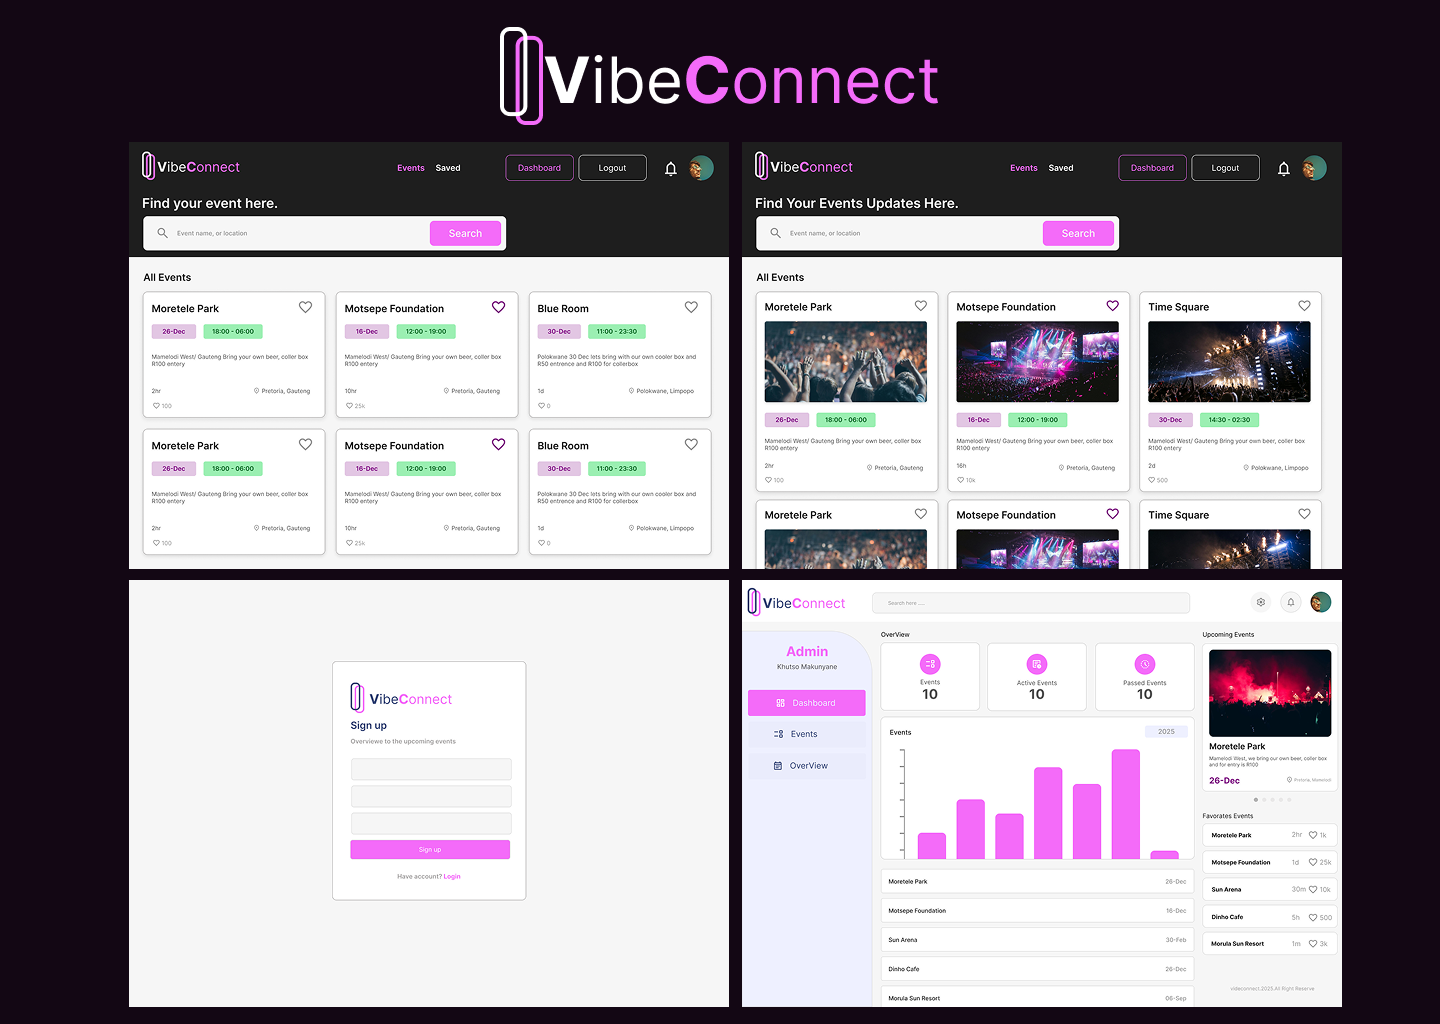 VibeConnect
VibeConnect
Events Saved Dashboard Logout
Find your event here.
Event name, or location Search
All Events
Moretele Park
26-Dec 18:00 - 06:00
Mamelodi West/ Gauteng Bring your own beer, coller box
R100 entery
2hr Pretoria, Gauteng
100
Motsepe Foundation
16-Dec 12:00 - 19:00
Mamelodi West/ Gauteng Bring your own beer, coller box
R100 entery
10hr Pretoria, Gauteng
25k
Blue Room
30-Dec 11:00 - 23:30
Polokwane 30 Dec lots bring with our own cooler box and
R50 entrence and R100 for collerbox
1d Polokwane, Limpopo
0
Moretele Park
26-Dec 18:00 - 06:00
Mamelodi West/ Gauteng Bring your own beer, coller box
R100 entery
2hr Pretoria, Gauteng
100
Motsepe Foundation
16-Dec 12:00 - 19:00
Mamelodi West/ Gauteng Bring your own beer, coller box
R100 entery
10hr Pretoria, Gauteng
25k
Blue Room
30-Dec 11:00 - 23:30
Polokwane 30 Dec lots bring with our own cooler box and
R50 entrence and R100 for collerbox
1d Polokwane, Limpopo
0
VibeConnect
Events Saved Dashboard Logout
Find Your Events Updates Here.
Event name, or location Search
All Events
Moretele Park
26-Dec 18:00 - 06:00
Mamelodi West/ Gauteng Bring your own beer, coller box
R100 entery
2hr Pretoria, Gauteng
100
Motsepe Foundation
16-Dec 12:00 - 19:00
Mamelodi West/ Gauteng Bring your own beer, coller box
R100 entery
16h Pretoria, Gauteng
10k
Time Square
30-Dec 14:30 - 02:30
Mamelodi West/ Gauteng Bring your own beer, coller box
R100 entery
2d Polokwane, Limpopo
500
Moretele Park
Motsepe Foundation
Time Square
VibeConnect
Sign up
Overviewe to the upcoming events
Sign up
Have account? Login
VibeConnect
Search here .....
Admin
Khutso Makunyane
Dashboard
Events
OverView
OverView
Events
10
Active Events
10
Passed Events
10
Events 2025
Moretele Park 26-Dec
Motsepe Foundation 16-Dec
Sun Arena 30-Feb
Dinho Cafe 26-Dec
Morula Sun Resort 06-Sep
Upcoming Events
Moretele Park
Mamelodi West, we bring our own beer, coller box
and for entry is R100
26-Dec Pretoria, Mamelodi
Favorates Events
Moretele Park 2hr 1k
Motsepe Foundation 1d 25k
Sun Arena 30m 10k
Dinho Cafe 5h 500
Morula Sun Resort 1m 3k
videconnect,2025.All Right Reserve